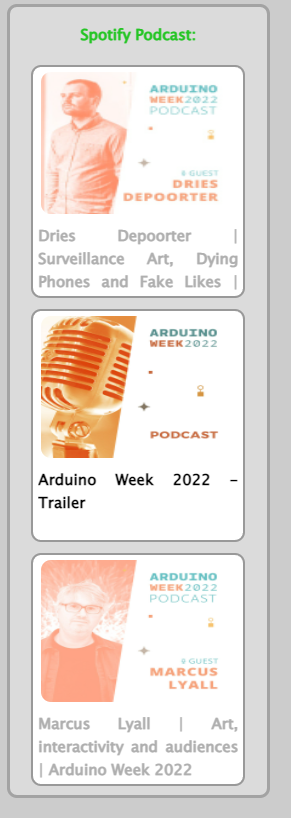 Spotify Podcast:
ARDUINO
WEEK2022
PODCAST
GUEST
DRIES
DEPOORTER
Dries Depoorter |
Surveillance Art, Dying
Phones and Fake Likes |
ARDUINO
WEEK2022
PODCAST
Arduino Week 2022 -
Trailer
ARDUINO
WEEK2022
PODCAST
GUEST
MARCUS
LYALL
Marcus Lyall | Art,
interactivity and audiences
| Arduino Week 2022